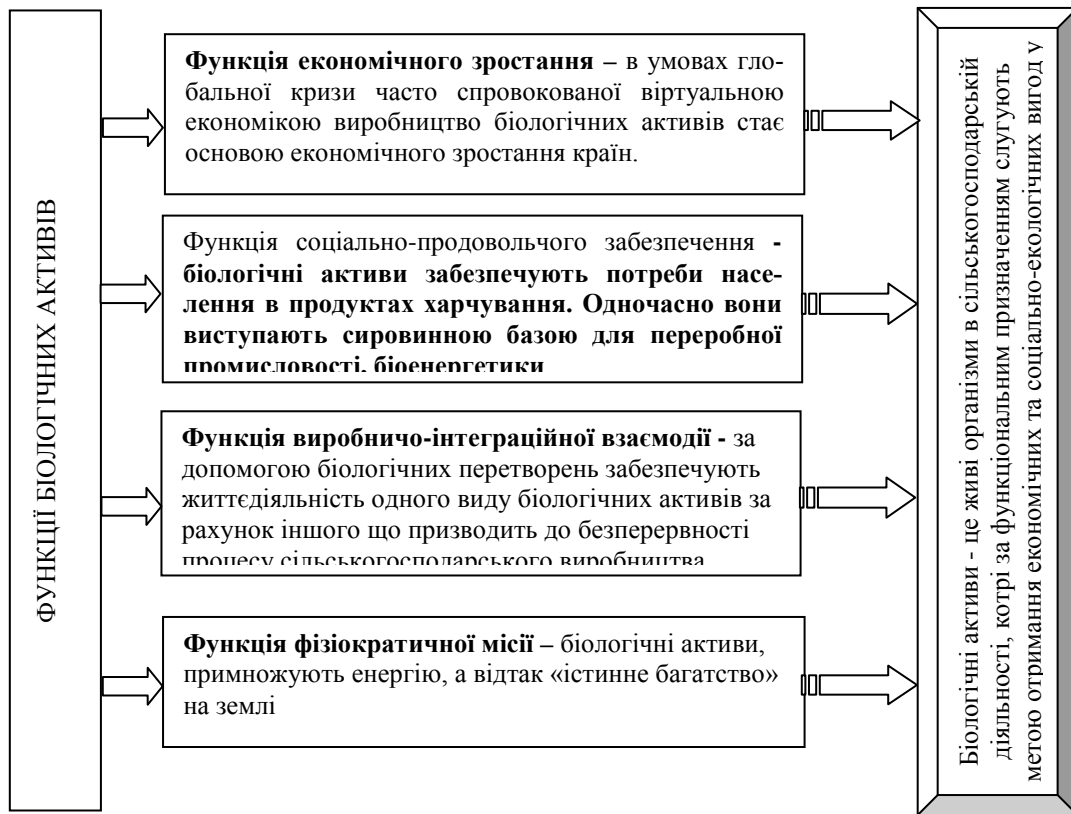 ФУНКЦІЇ БІОЛОГІЧНИХ АКТИВІВ
Функція економічного зростання – в умовах гло-
бальної кризи часто спровокованої віртуальною
економікою виробництво біологічних активів стає
основою економічного зростання країн.
Функція соціально-продовольчого забезпечення -
біологічні активи забезпечують потреби насе-
лення в продуктах харчування. Одночасно вони
виступають сировинною базою для переробної
промисловості, біоенергетики
Функція виробничо-інтеграційної взаємодії - за
допомогою біологічних перетворень забезпечують
життєдіяльність одного виду біологічних активів за
рахунок іншого що призводить до безперервності
процесу сільськогосподарського виробництва
Функція фізіократичної місії – біологічні активи,
примножують енергію, а відтак «істинне багатство»
на землі
Біологічні активи - це живі організми в сільськогосподарській
діяльності, котрі за функціональним призначенням слугують
метою отримання економічних та соціально-екологічних вигод у